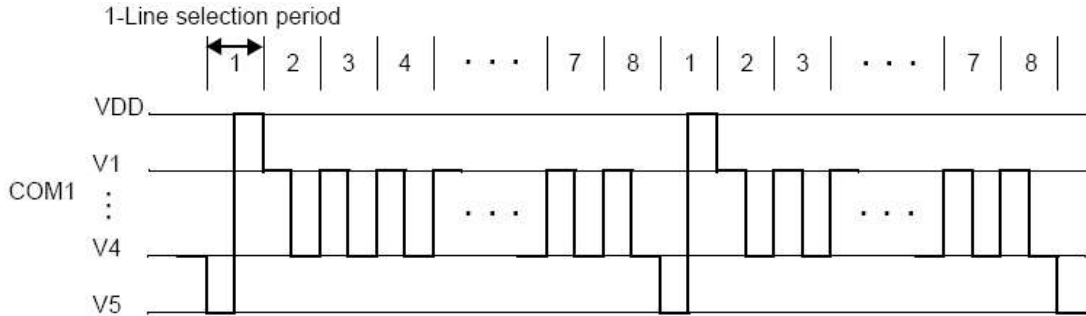 1-Line selection period
1 2 3 4 . . . 7 8 1 2 3 . . . 7 8
VDD
V1
COM1
. . . . . .
V4
V5